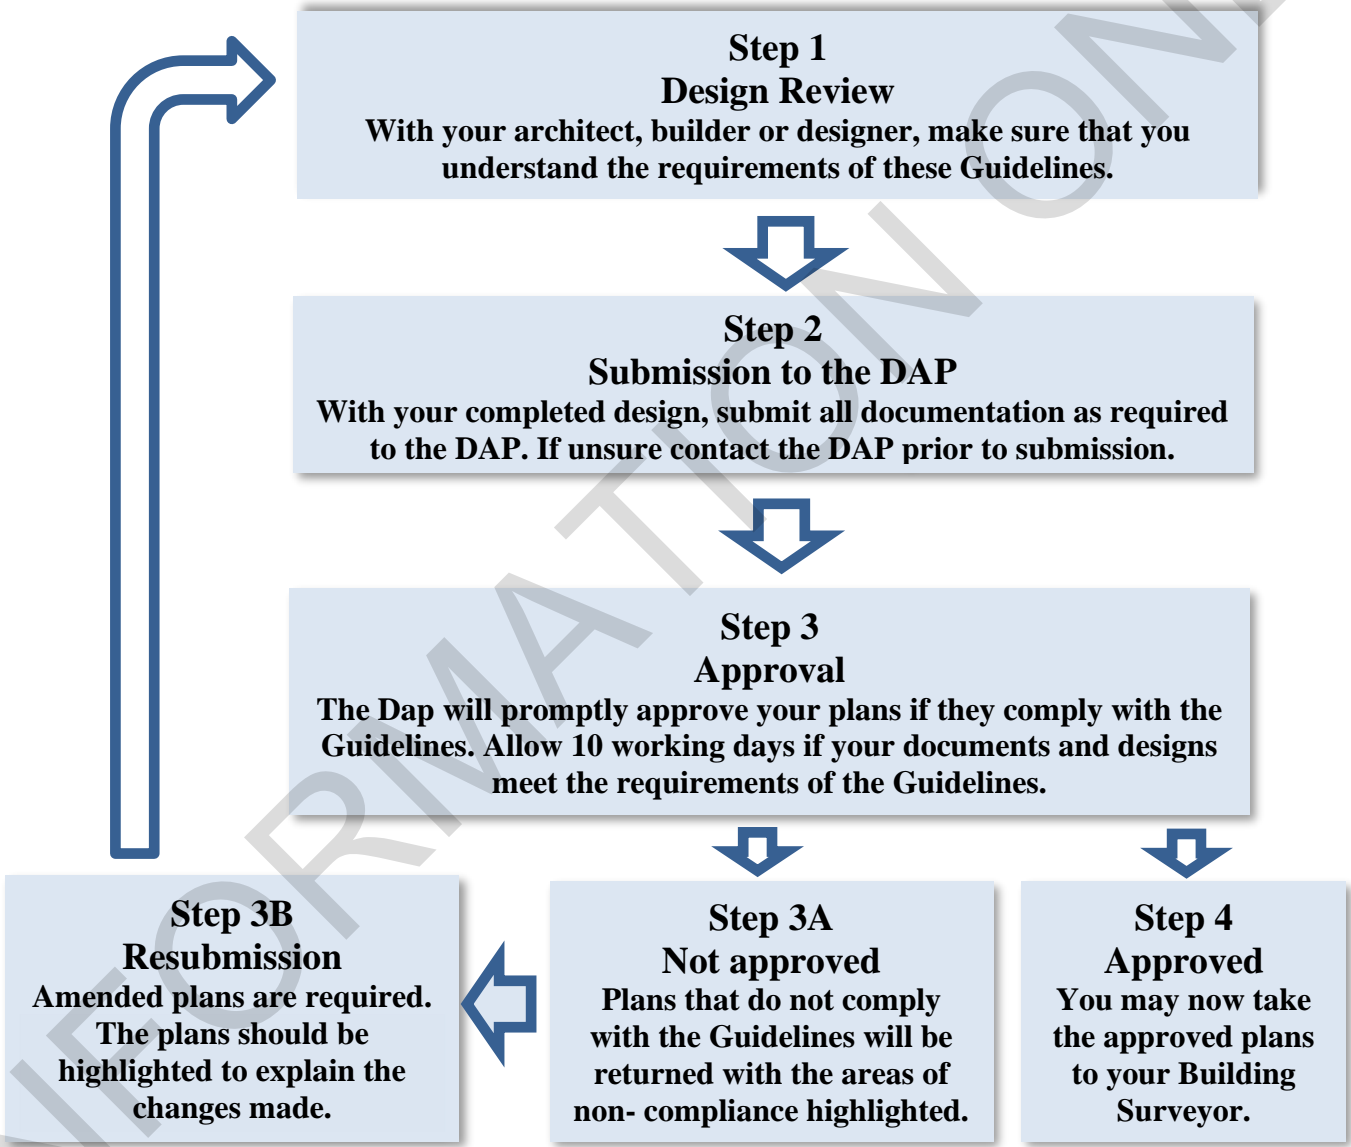 Step 1
Design Review
With your architect, builder or designer, make sure that you
understand the requirements of these Guidelines.
Step 2
Submission to the DAP
With your completed design, submit all documentation as required
to the DAP. If unsure contact the DAP prior to submission.
Step 3
Approval
The Dap will promptly approve your plans if they comply with the
Guidelines. Allow 10 working days if your documents and designs
meet the requirements of the Guidelines.
Step 3B
Resubmission
Amended plans are required.
The plans should be
highlighted to explain the
changes made.
Step 3A
Not approved
Plans that do not comply
with the Guidelines will be
returned with the areas of
non- compliance highlighted.
Step 4
Approved
You may now take
the approved plans
to your Building
Surveyor.
NFORMATION ON